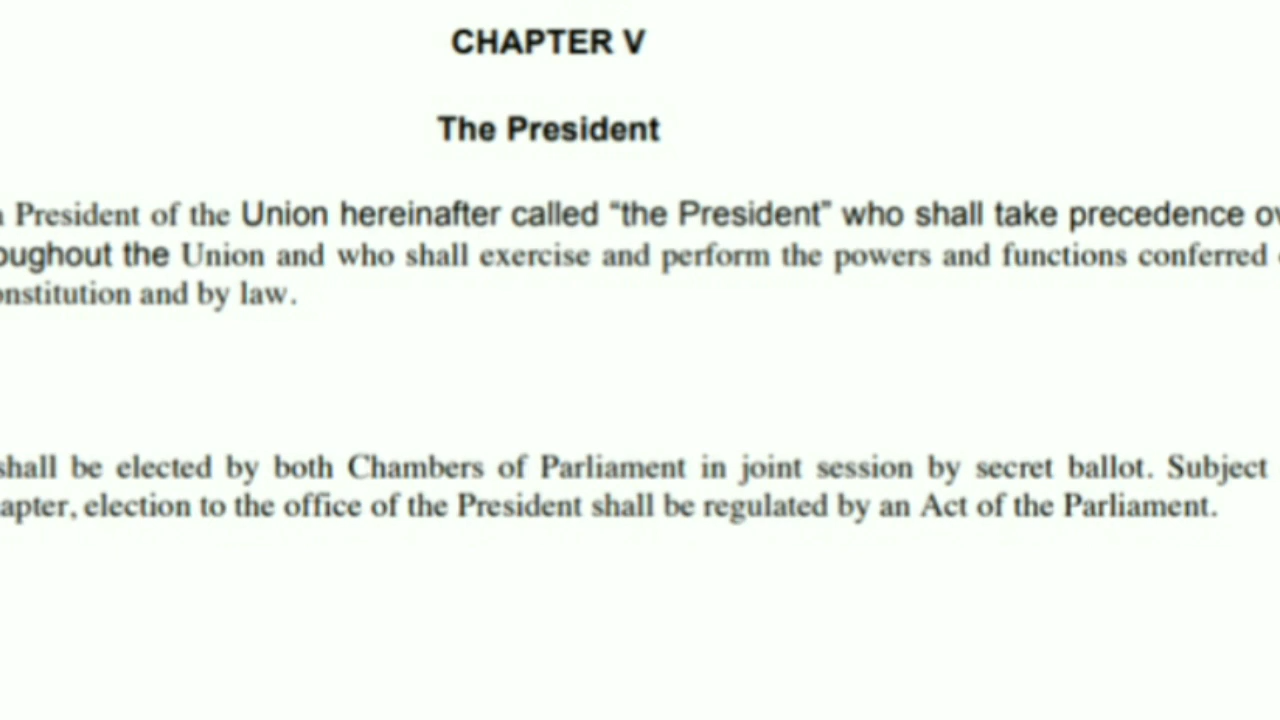 CHAPTER V
The President
President of the Union hereinafter called “the President” who shall take precedence
the Union and who shall exercise and perform the powers and functions conferred
and by law.
shall be elected by both Chambers of Parliament in joint session by secret ballot. Subject
election to the office of the President shall be regulated by an Act of the Parliament.